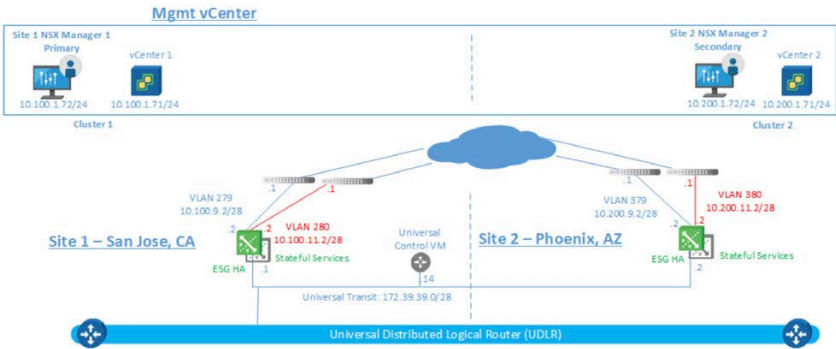 Mgmt vCenter
Site 1 NSX Manager 1
Primary
vCenter 1
10.100.1.72/24
10.100.1.71/24
Cluster 1
Site 2 NSX Manager 2
Secondary
vCenter 2
10.200.1.72/24
10.200.1.71/24
Cluster 2
.1
.1
VLAN 279
10.100.9.2/28
.2
.2
VLAN 280
10.100.11.2/28
Site 1 – San Jose, CA
ESG HA
Stateful Services
.1
Universal
Control VM
.14
.1
.1
VLAN 379
10.200.9.2/28
VLAN 380
10.200.11.2/28
.2
.2
Site 2 – Phoenix, AZ
ESG HA
Stateful Services
.2
Universal Transit: 172.39.39.0/28
Universal Distributed Logical Router (UDLR)